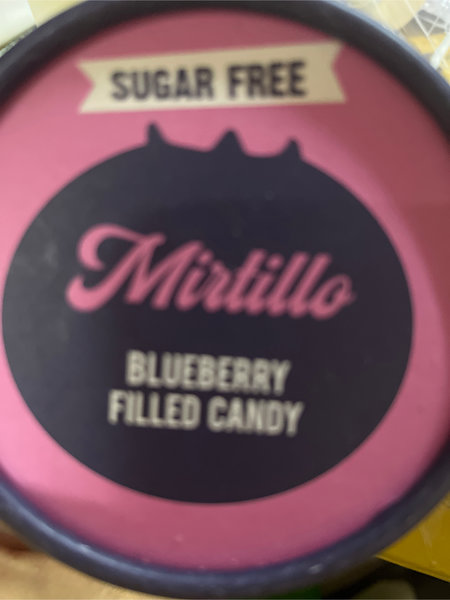 SUGAR FREE
Mirtillo
BLUEBERRY
FILLED CANDY